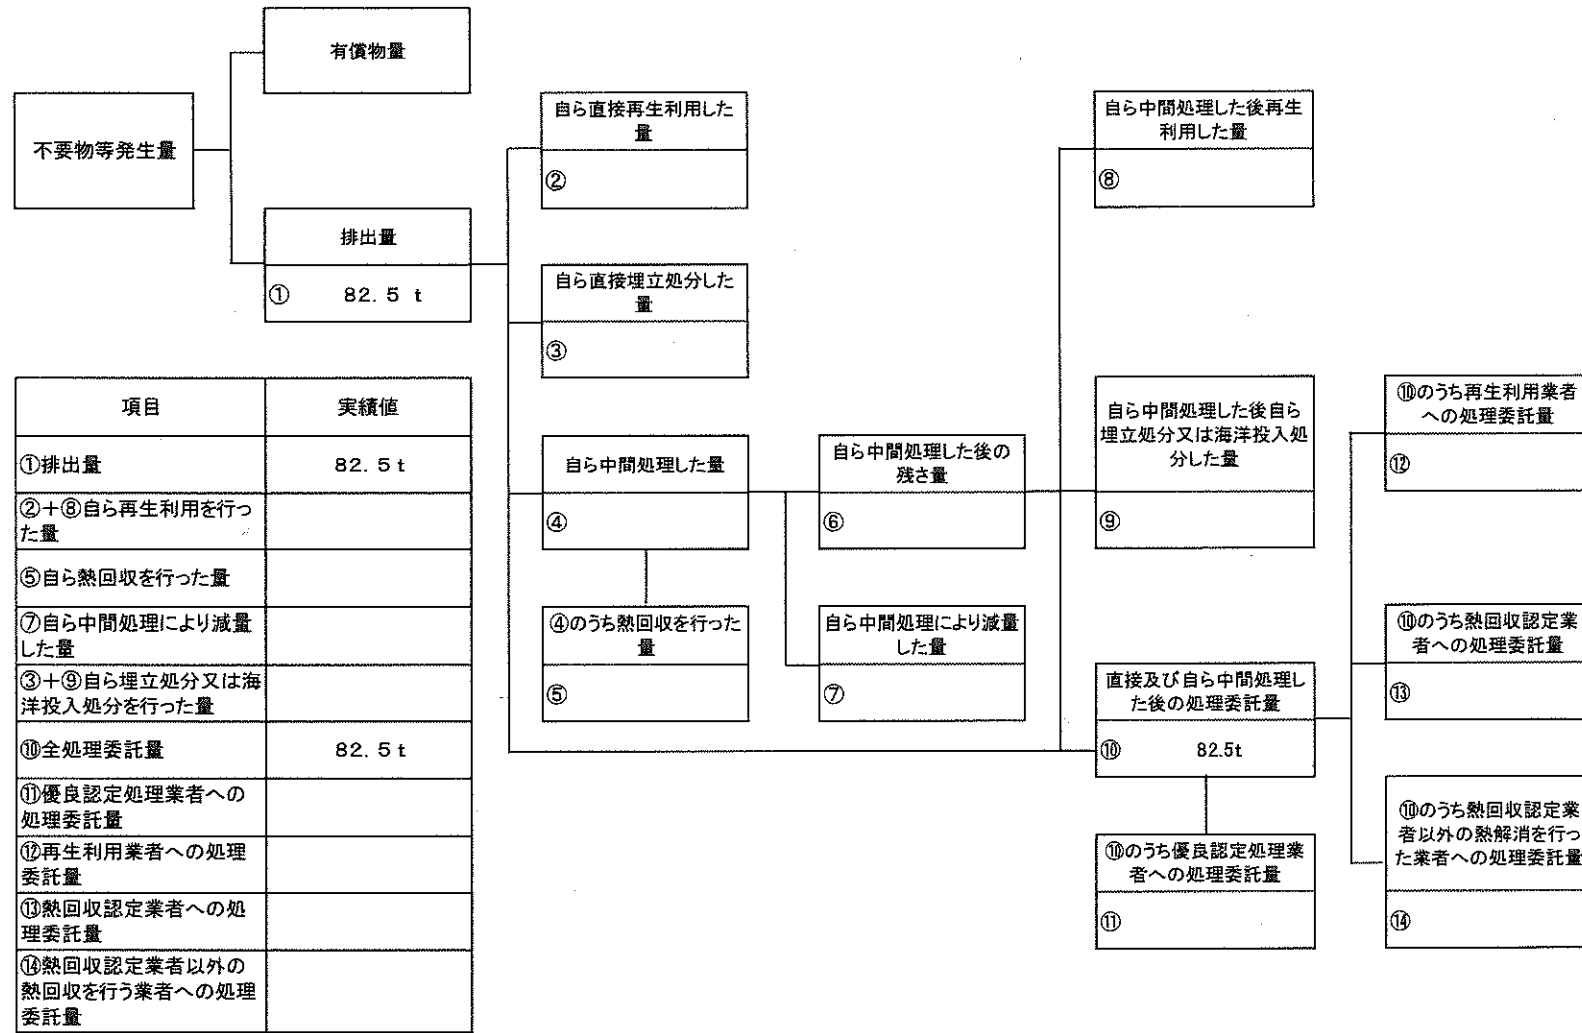 有償物量
不要物等発生量
排出量
① 82.5 t
自ら直接再生利用した
量
②
自ら直接埋立処分した
量
③
自ら中間処理した量
④
④のうち熱回収を行った
量
⑤
自ら中間処理した後の
残さ量
⑥
自ら中間処理により減量
した量
⑦
自ら中間処理した後再生
利用した量
⑧
自ら中間処理した後自ら
埋立処分又は海洋投入処
分した量
⑨
直接及び自ら中間処理し
た後の処理委託量
⑩ 82.5t
⑩のうち優良認定処理業
者への処理委託量
⑪
⑩のうち再生利用業者
への処理委託量
⑫
⑩のうち熱回収認定業
者への処理委託量
⑬
⑩のうち熱回収認定業
者以外の熱解消を行っ
た業者への処理委託量
⑭
項目 実績値
①排出量 82.5t
②+⑧自ら再生利用を行っ
た量
⑤自ら熱回収を行った量
⑦自ら中間処理により減量
した量
③+⑨自ら埋立処分又は海
洋投入処分を行った量
⑩全処理委託量 82.5t
⑪優良認定処理業者への
処理委託量
⑫再生利用業者への処理
委託量
⑬熱回収認定業者への処
理委託量
⑭熱回収認定業者以外の
熱回収を行う業者への処理
委託量